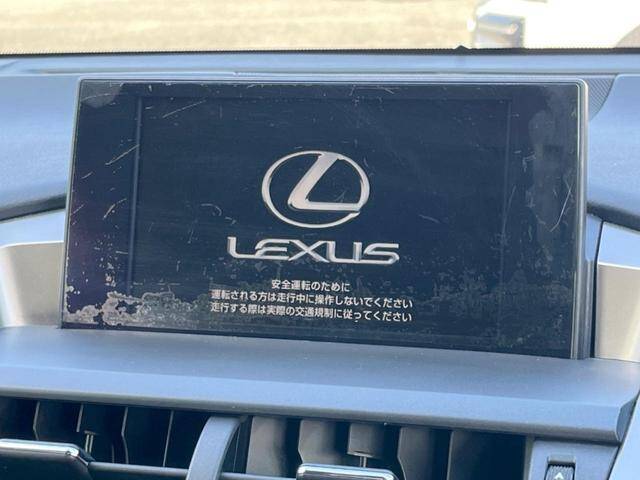 LEXUS
安全運転のために
運転される方は走行中に操作しないでください
走行する際は実際の交通規制に従ってください